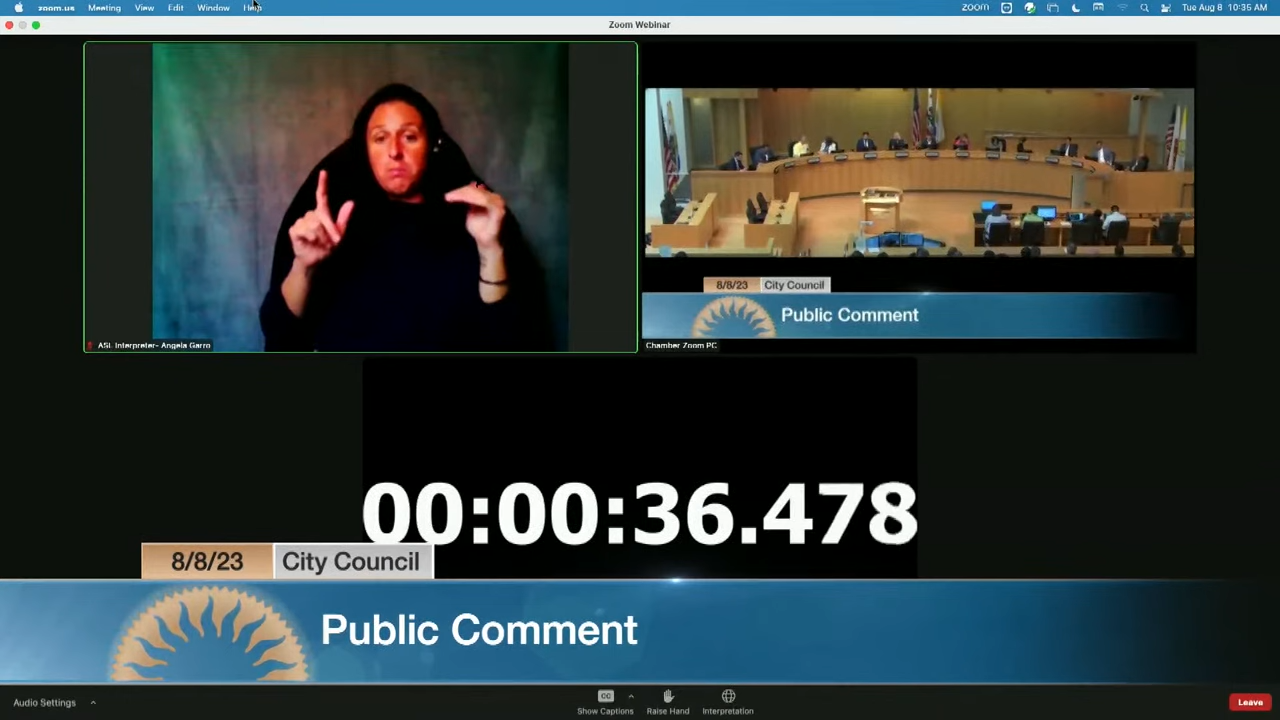 zoom.us Meeting View Edit Window Help
ZOOM Tue Aug 8 10:35 AM
Zoom Webinar
ASL Interpreter- Angela Garro
8/8/23 City Council
Public Comment
Chamber Zoom PC
00:00:36.478
8/8/23 City Council
Public Comment
Audio Settings
CC
Show Captions
Raise Hand
Interpretation
Leave